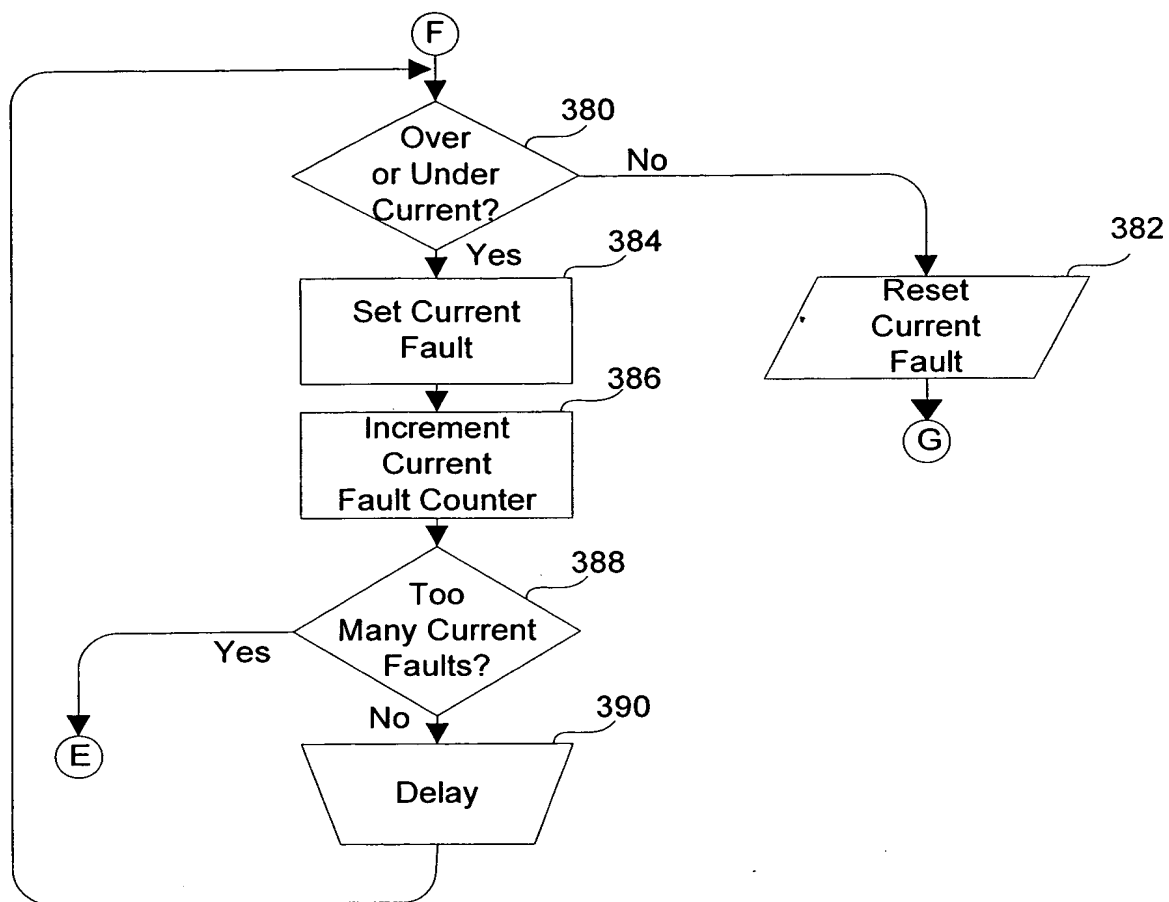 F
380
Over
or Under
Current?
No
Yes
384
382
Set Current
Fault
Reset
Current
Fault
386
Increment
Current
Fault Counter
G
388
Too
Many Current
Faults?
Yes
No
390
E
Delay